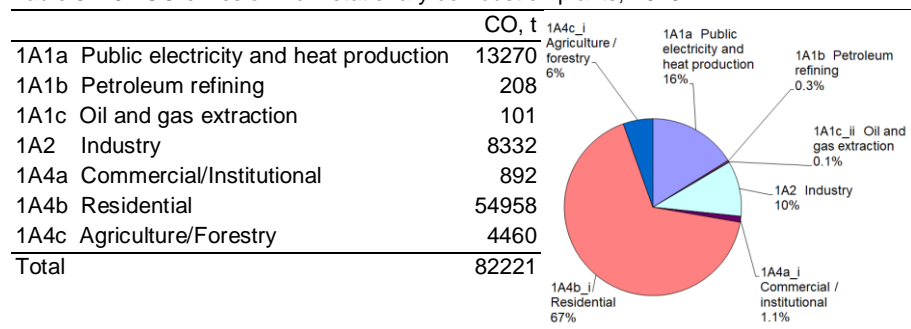 CO, t
1A1a Public electricity and heat production 13270
1A1b Petroleum refining 208
1A1c Oil and gas extraction 101
1A2 Industry 8332
1A4a Commercial/Institutional 892
1A4b Residential 54958
1A4c Agriculture/Forestry 4460
Total 82221
1A4c_i
Agriculture /
forestry
6%
1A1a Public
electricity and
heat production
16%
1A1b Petroleum
refining
0.3%
1A1c_ii Oil and
gas extraction
0.1%
1A2 Industry
10%
1A4a_i
Commercial /
institutional
1.1%
1A4b_i
Residential
67%